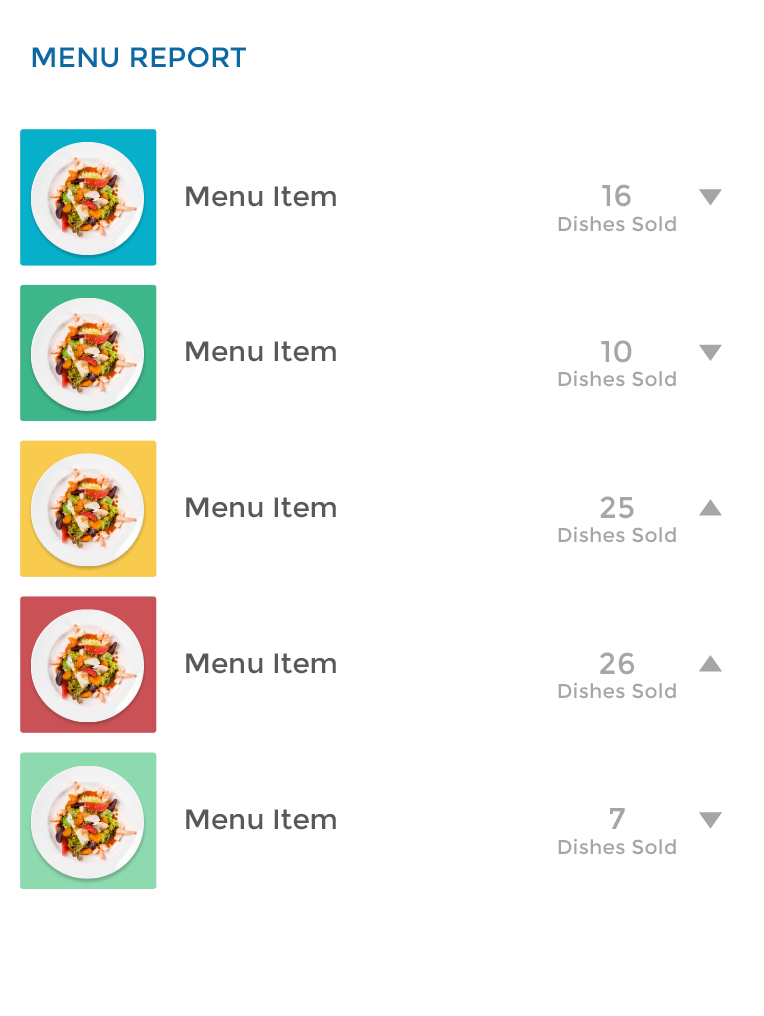 MENU REPORT
Menu Item
16
Dishes Sold
Menu Item
10
Dishes Sold
Menu Item
25
Dishes Sold
Menu Item
26
Dishes Sold
Menu Item
7
Dishes Sold